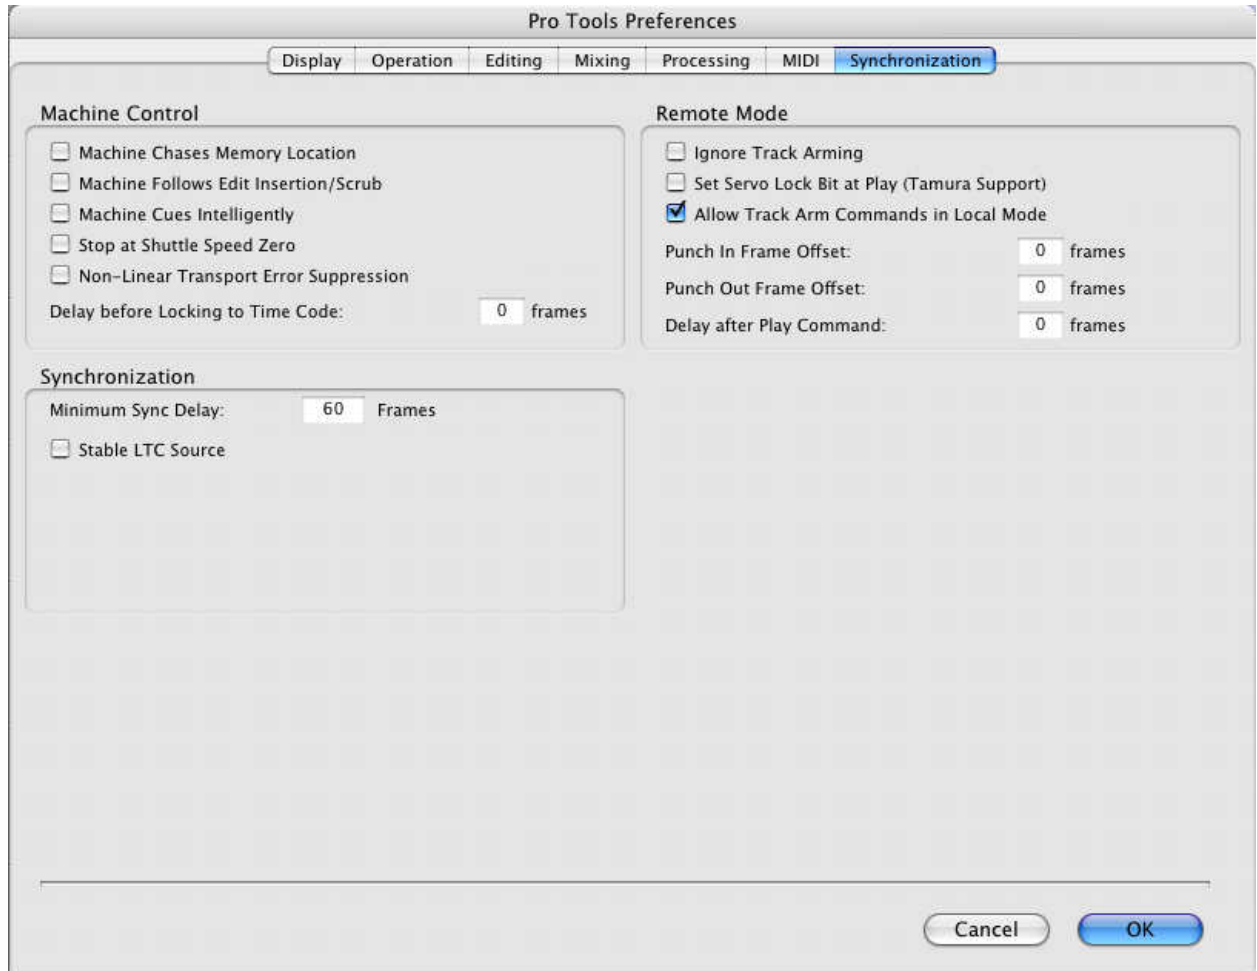 Pro Tools Preferences
Display Operation Editing Mixing Processing MIDI Synchronization
Machine Control
Machine Chases Memory Location
Machine Follows Edit Insertion/Scrub
Machine Cues Intelligently
Stop at Shuttle Speed Zero
Non-Linear Transport Error Suppression
Delay before Locking to Time Code: 0 frames
Remote Mode
Ignore Track Arming
Set Servo Lock Bit at Play (Tamura Support)
Allow Track Arm Commands in Local Mode
Punch In Frame Offset: 0 frames
Punch Out Frame Offset: 0 frames
Delay after Play Command: 0 frames
Synchronization
Minimum Sync Delay: 60 Frames
Stable LTC Source
Cancel OK